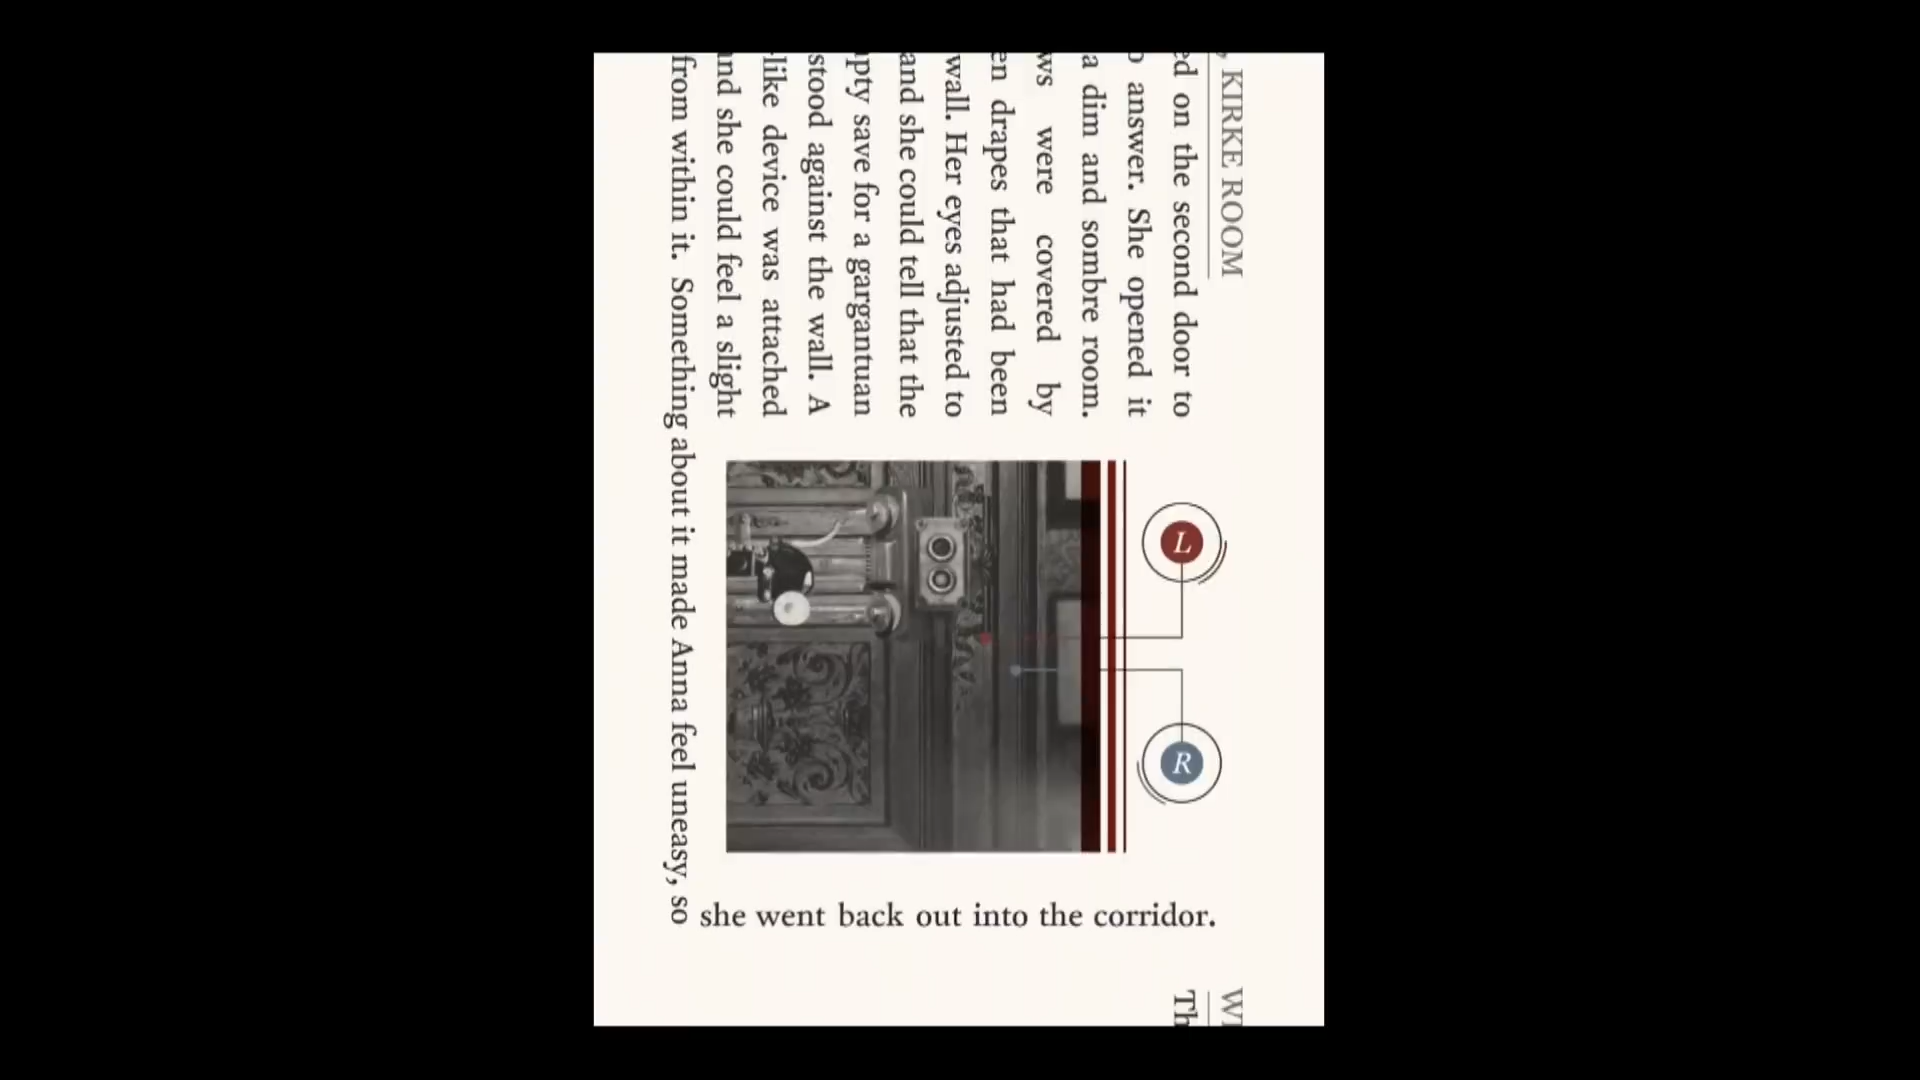 KIRKE ROOM
ed on the second door to
answer. She opened it
a dim and sombre room.
ws were covered by
en drapes that had been
wall. Her eyes adjusted to
and she could tell that the
pty save for a gargantuan
stood against the wall. A
-like device was attached
nd she could feel a slight
from within it. Something about it made Anna feel uneasy, so
she went back out into the corridor.
L
R
W
Th